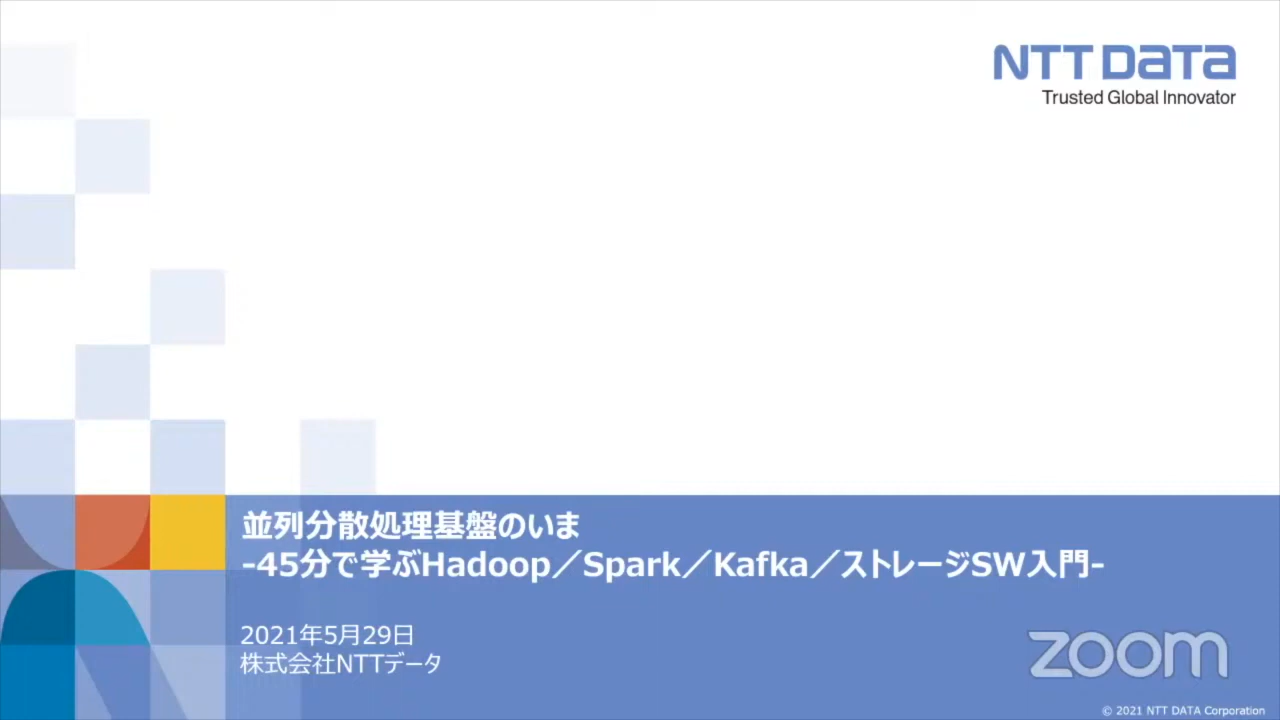 NTT DATA
Trusted Global Innovator
並列分散処理基盤のいま
-45分で学ぶHadoop／Spark／Kafka／ストレージSW入門-
2021年5月29日
株式会社NTTデータ
zoom
© 2021 NTT DATA Corporation